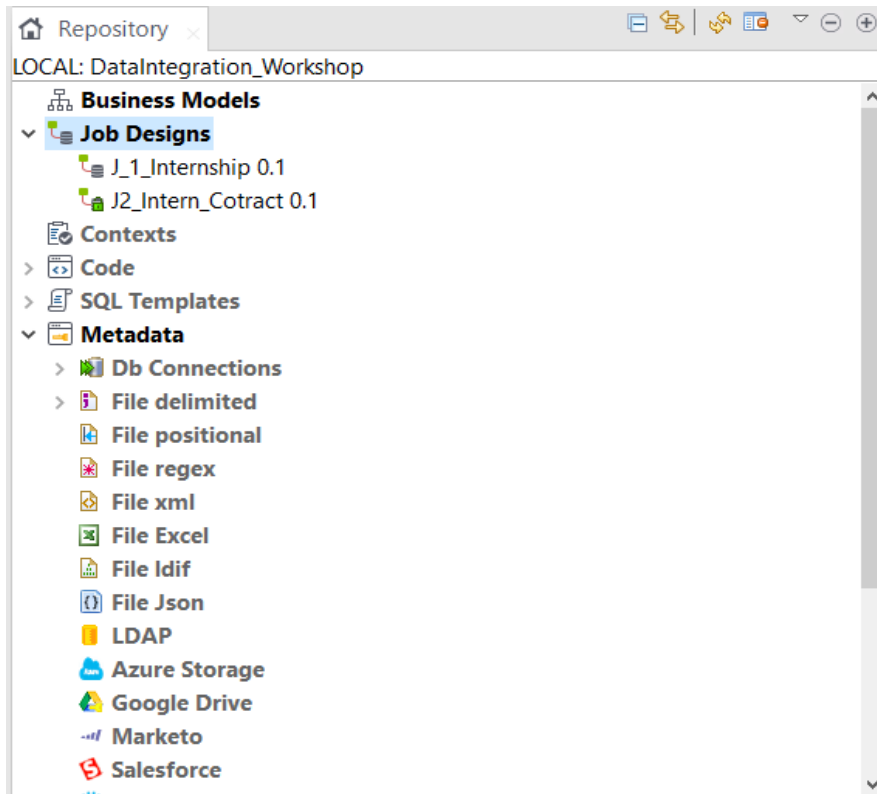 Repository
LOCAL: DataIntegration_Workshop
Business Models
Job Designs
J_1_Internship 0.1
J2_Intern_Cotract 0.1
Contexts
Code
SQL Templates
Metadata
Db Connections
File delimited
File positional
File regex
File xml
File Excel
File ldif
File Json
LDAP
Azure Storage
Google Drive
Marketo
Salesforce